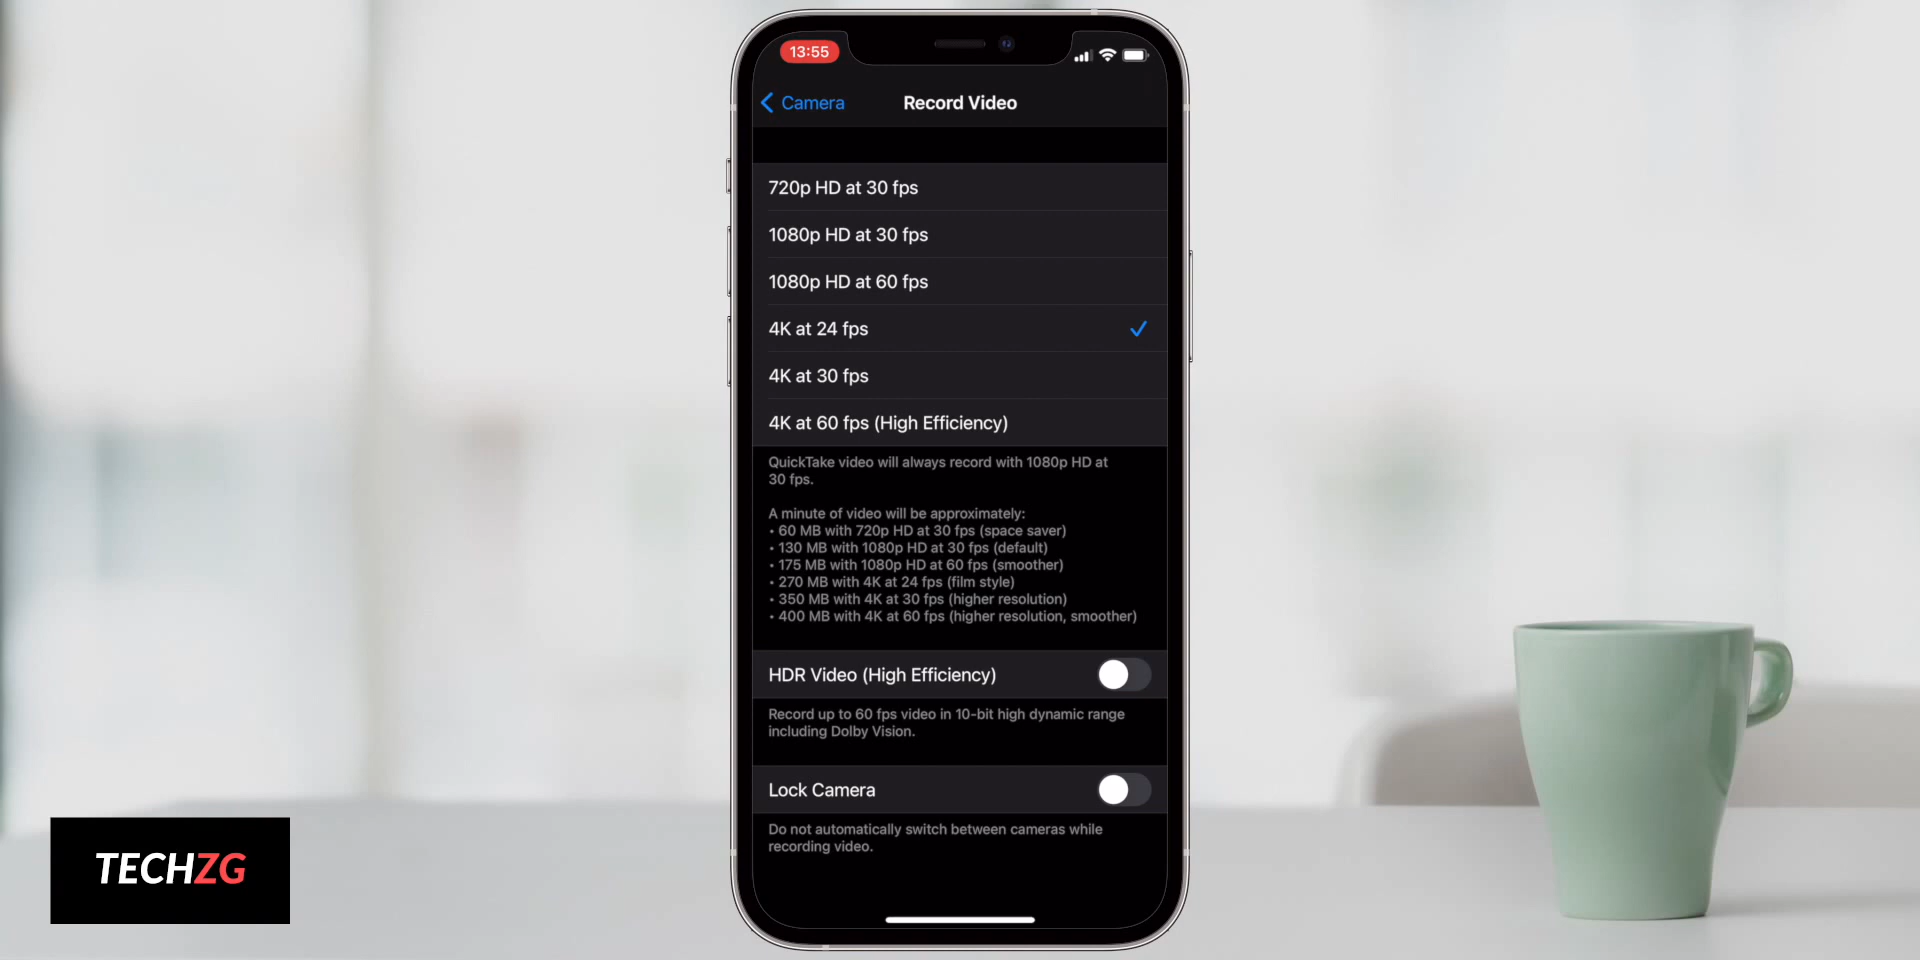 13:55
Camera
Record Video
720p HD at 30 fps
1080p HD at 30 fps
1080p HD at 60 fps
4K at 24 fps
4K at 30 fps
4K at 60 fps (High Efficiency)
QuickTake video will always record with 1080p HD at
30 fps.
A minute of video will be approximately:
• 60 MB with 720p HD at 30 fps (space saver)
• 130 MB with 1080p HD at 30 fps (default)
• 175 MB with 1080p HD at 60 fps (smoother)
• 270 MB with 4K at 24 fps (film style)
• 350 MB with 4K at 30 fps (higher resolution)
• 400 MB with 4K at 60 fps (higher resolution, smoother)
HDR Video (High Efficiency)
Record up to 60 fps video in 10-bit high dynamic range
including Dolby Vision.
Lock Camera
Do not automatically switch between cameras while
recording video.
TECHZG